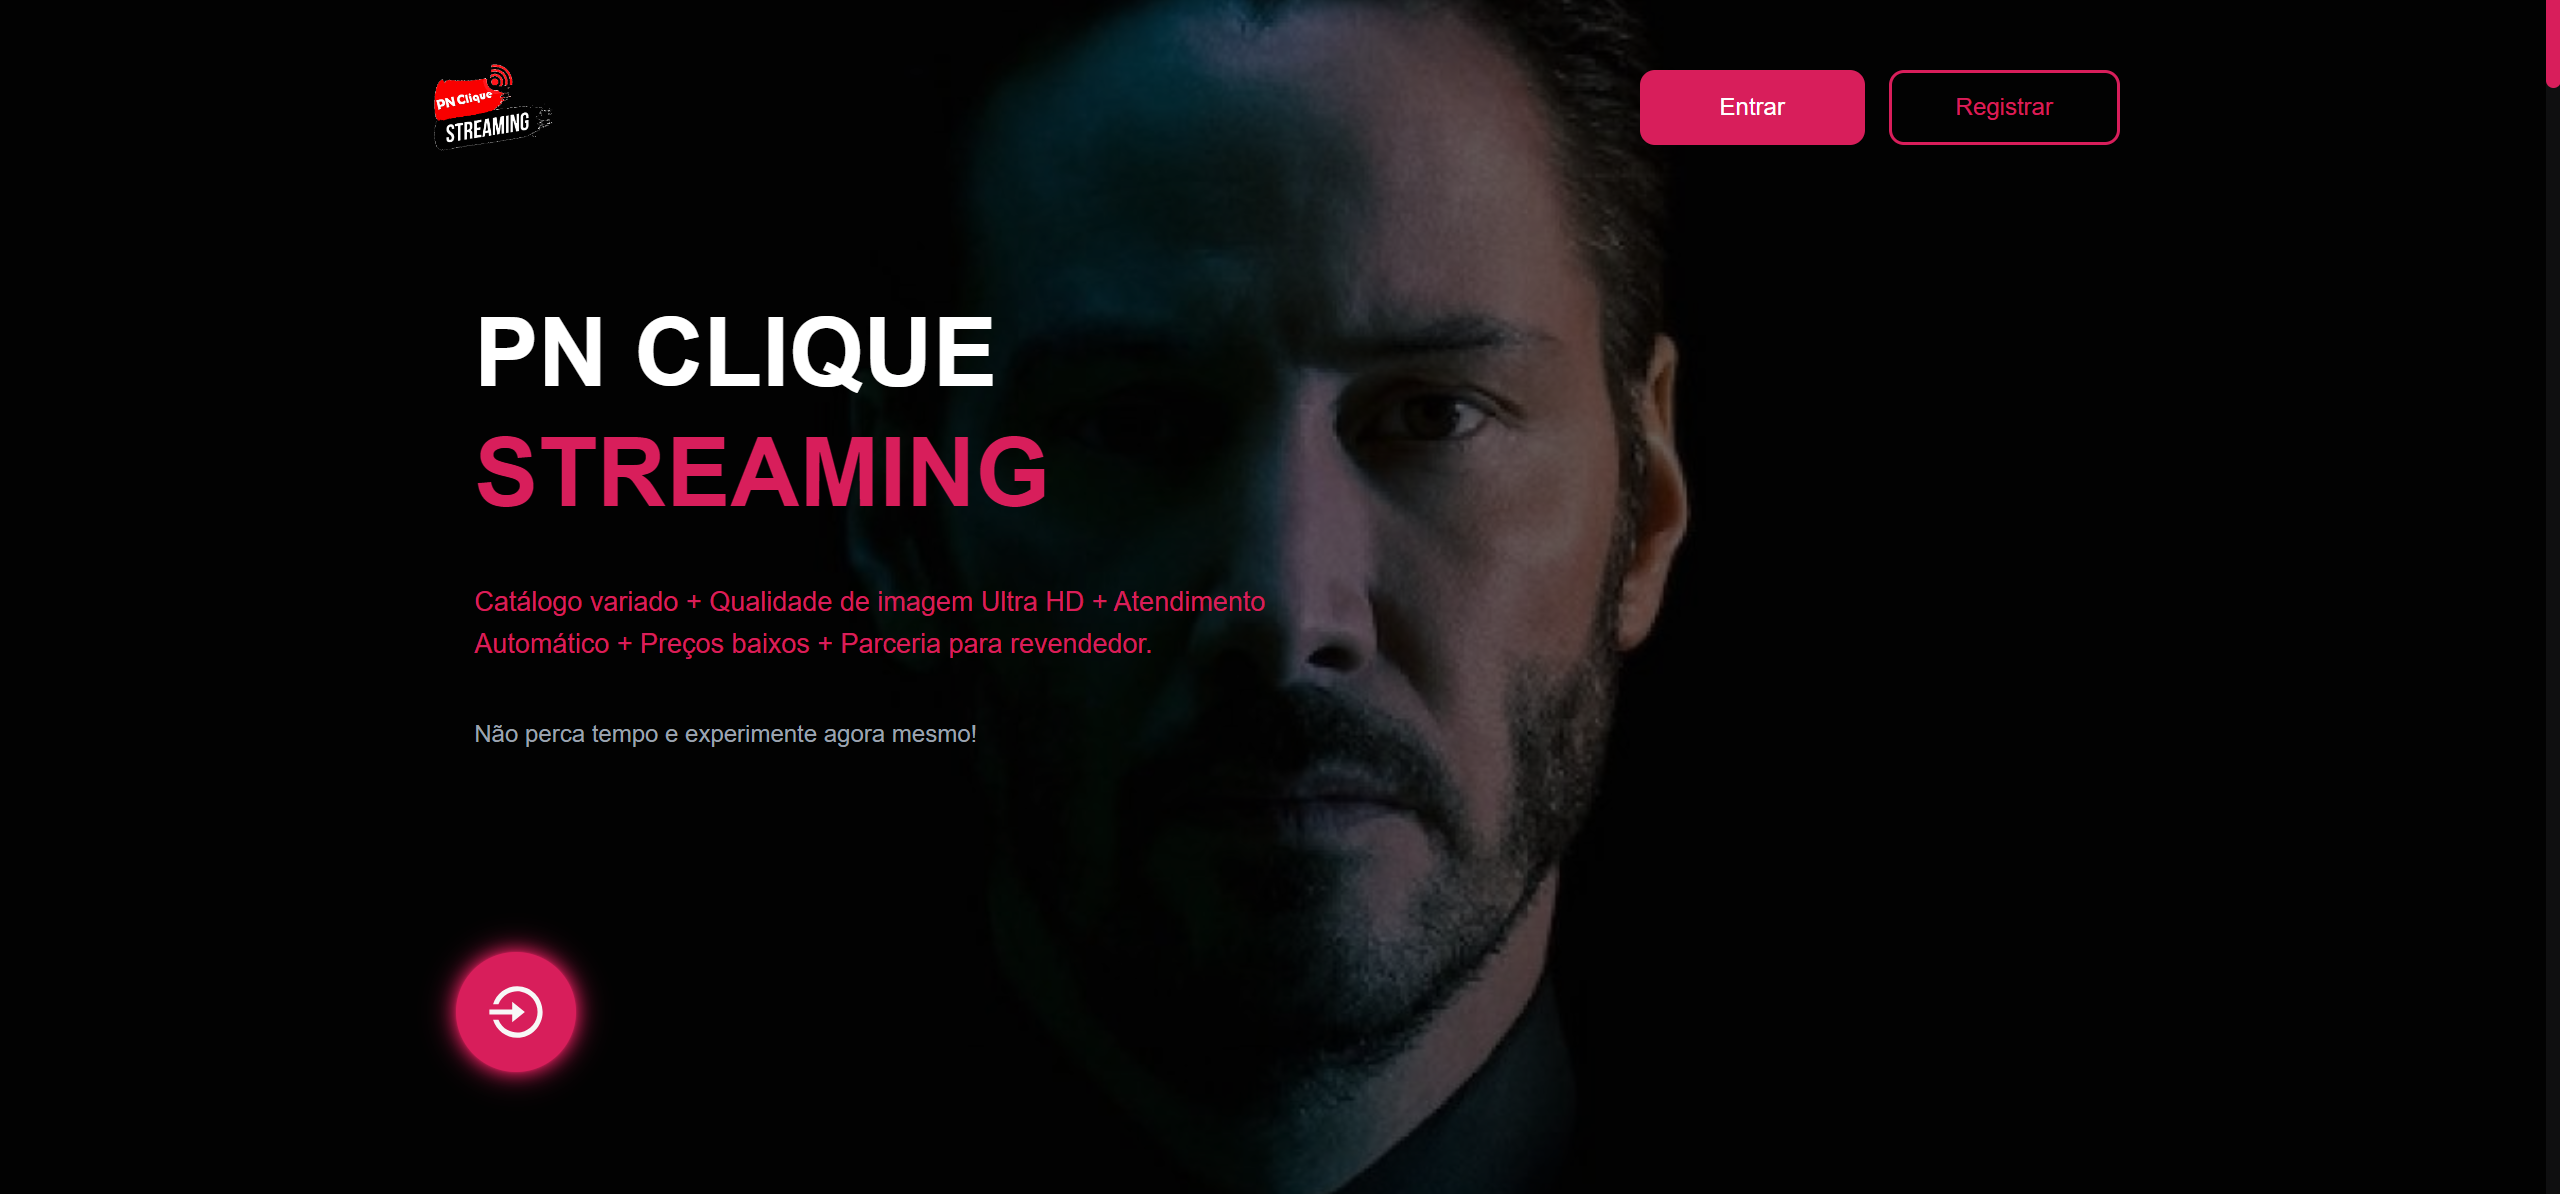 PN Clique
STREAMING
Entrar
Registrar
PN CLIQUE
STREAMING
Catálogo variado + Qualidade de imagem Ultra HD + Atendimento
Automático + Preços baixos + Parceria para revendedor.
Não perca tempo e experimente agora mesmo!